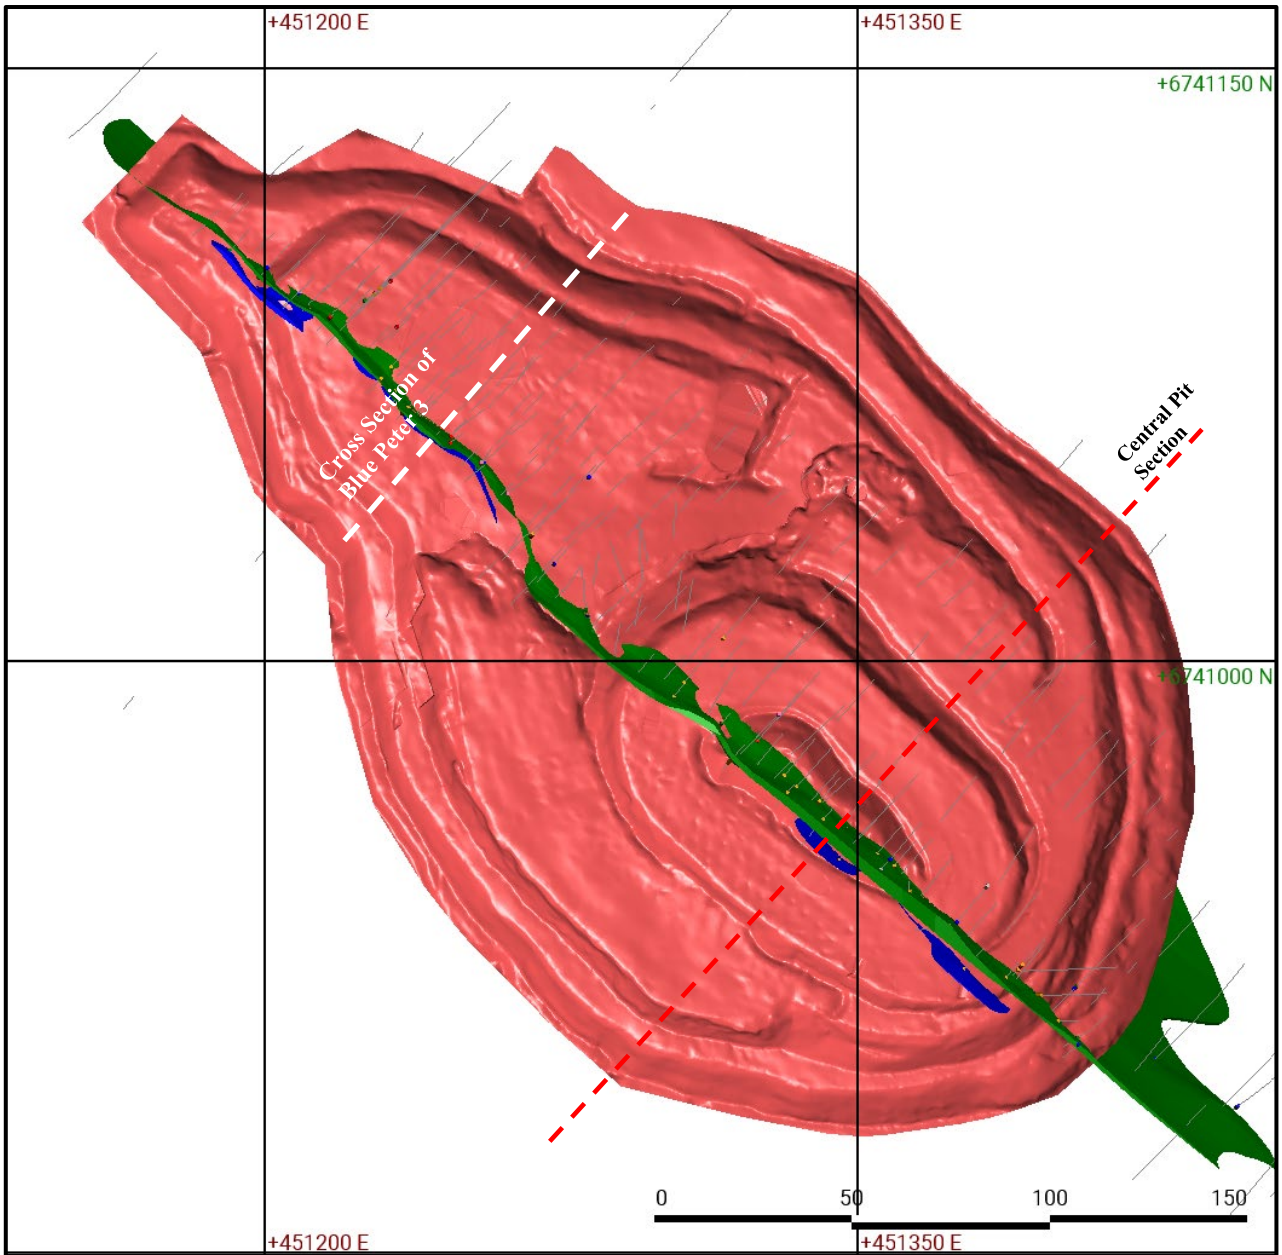 +451200 E
+451350 E
+6741150 N
Cross Section of
Blue Peter 3
Central Pit
Section
+6741000 N
0 50 100 150
+451200 E
+451350 E